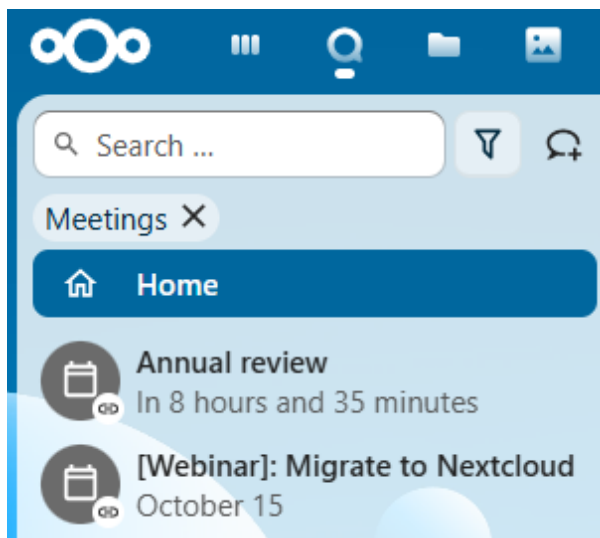 Search ...
Meetings
Home
Annual review
In 8 hours and 35 minutes
[Webinar]: Migrate to Nextcloud
October 15